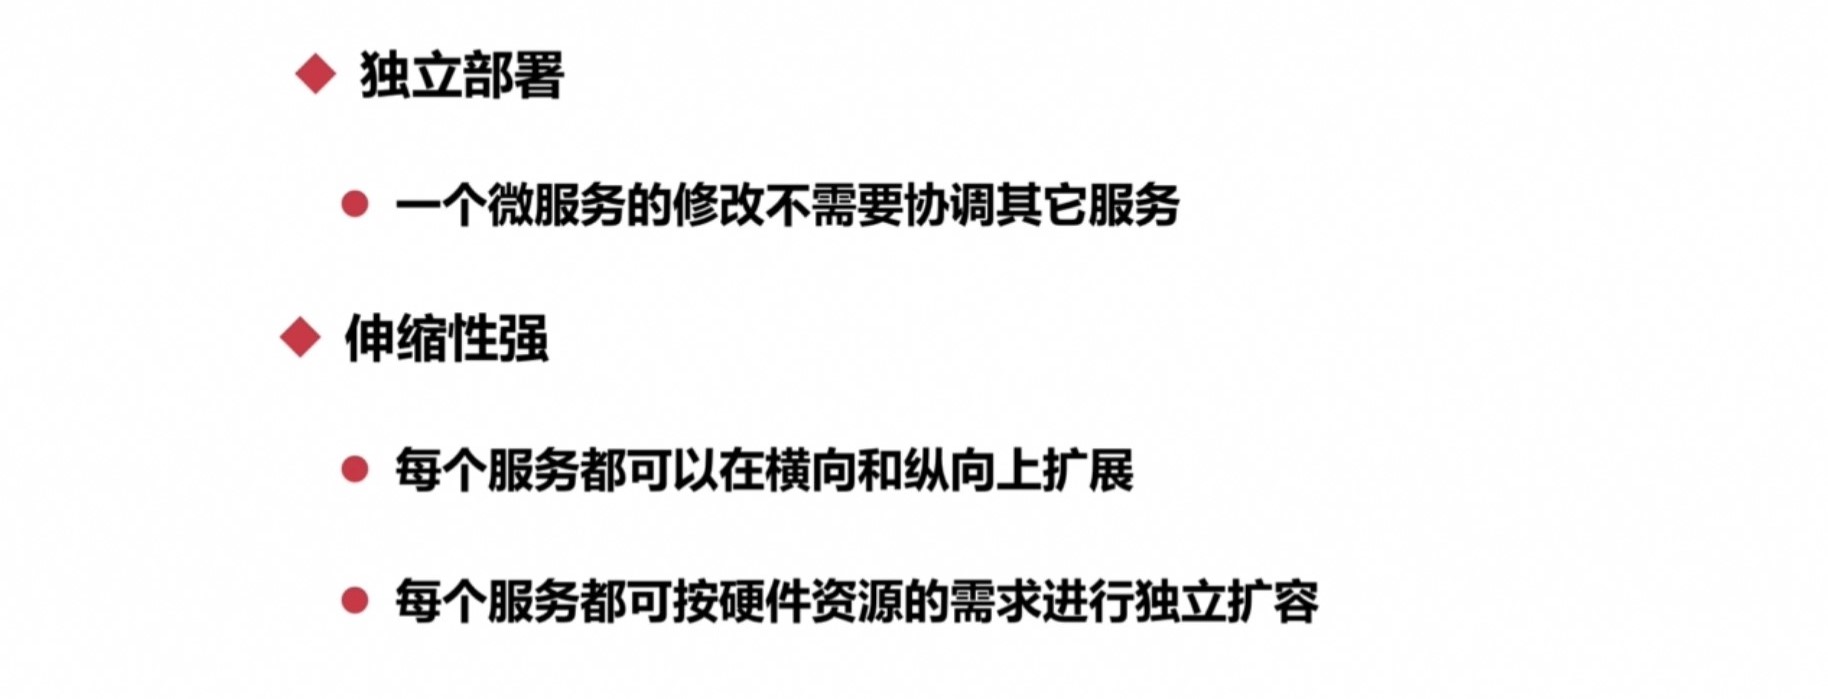 独立部署
一个微服务的修改不需要协调其它服务
伸缩性强
每个服务都可以在横向和纵向上扩展
每个服务都可按硬件资源的需求进行独立扩容